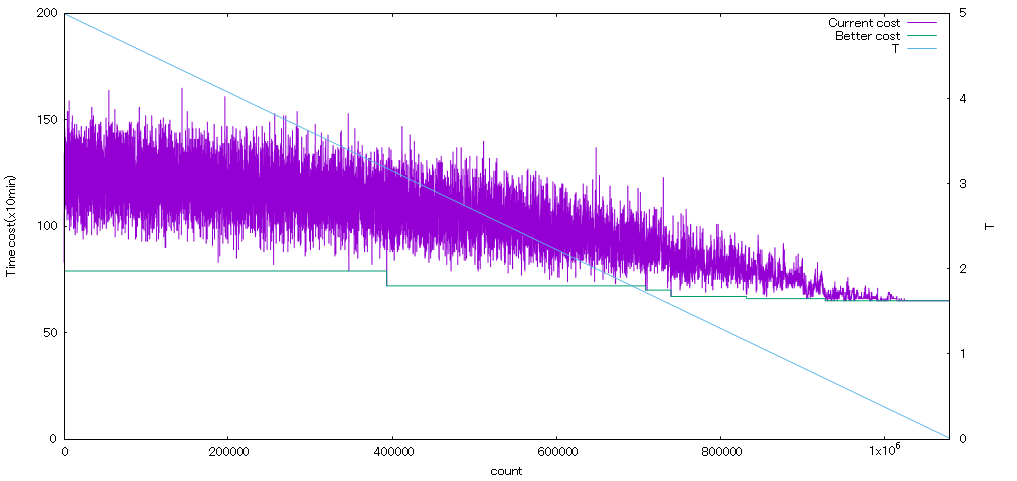 200
150
100
50
0
Time cost(x10min)
Current cost
Better cost
T
5
4
3
2
1
0
T
0
200000
400000
600000
800000
1x10^6
count